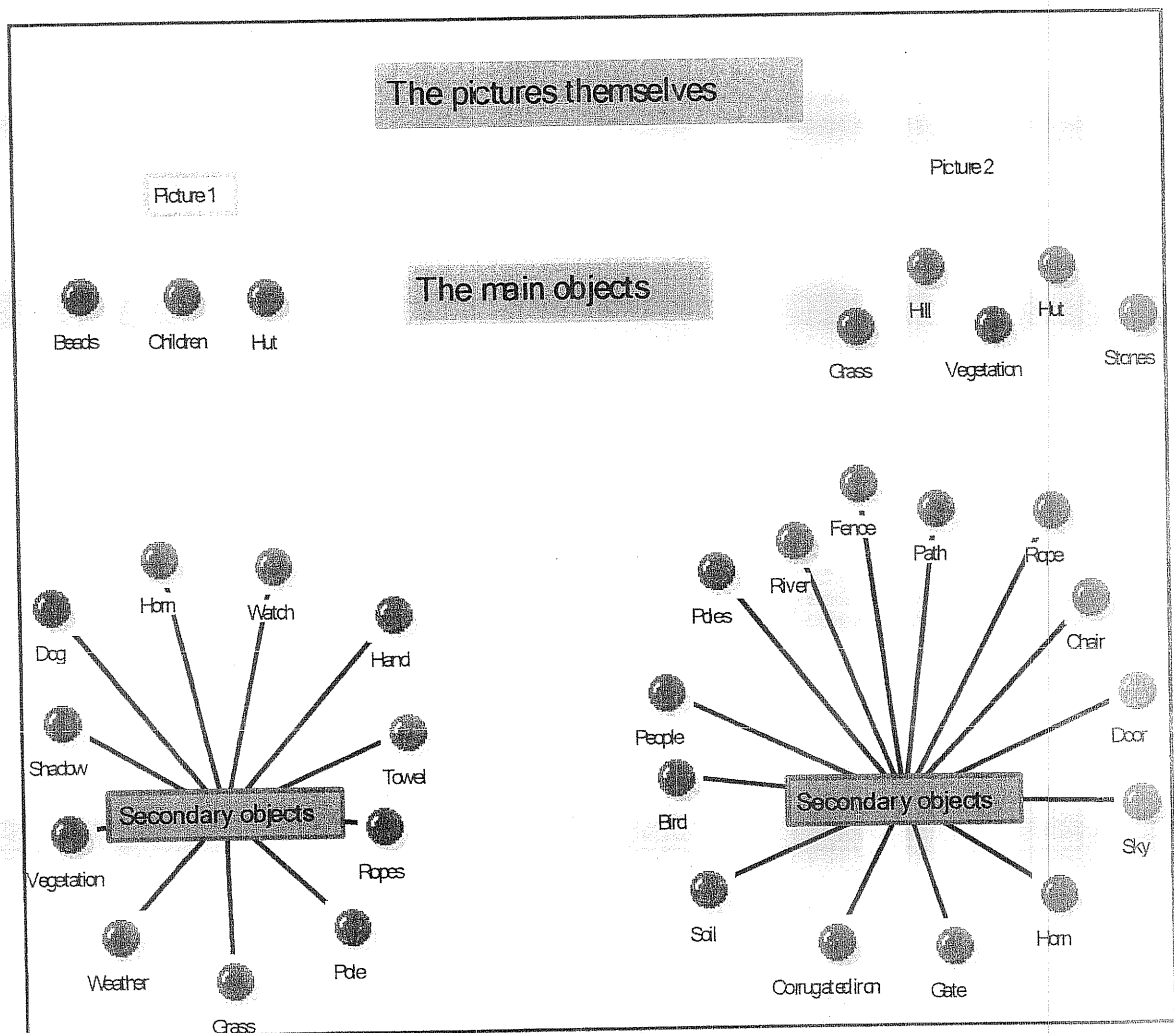 The pictures themselves
Picture 1
Picture 2
The main objects
Beads
Children
Hut
Hill
Hut
Grass
Vegetation
Stones
Fence
Path
Rope
River
Poles
Chair
Horn
Watch
Dog
Hand
People
Door
Shadow
Towel
Secondary objects
Secondary objects
Bird
Sky
Vegetation
Ropes
Soil
Horn
Weather
Pole
Corrugated iron
Gate
Grass